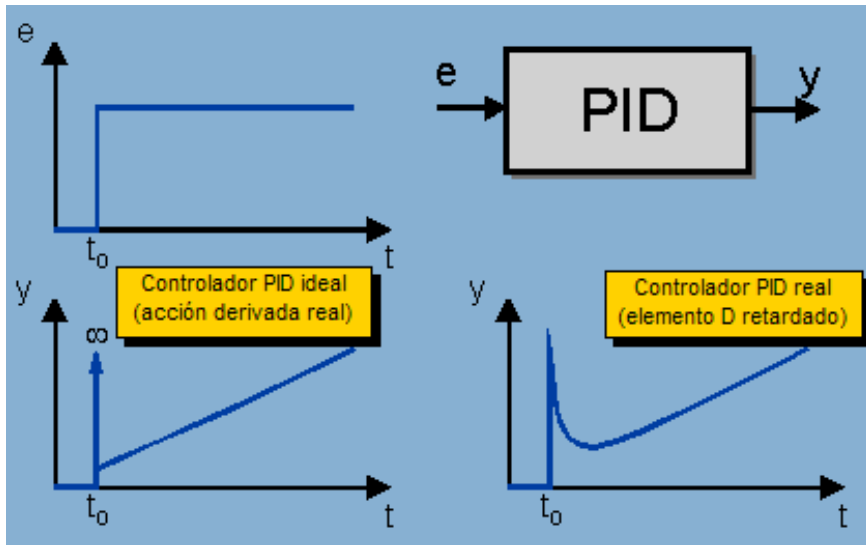 e
t₀
t
e
PID
y
y
Controlador PID ideal
(acción derivada real)
∞
t₀
t
y
Controlador PID real
(elemento D retardado)
t₀
t